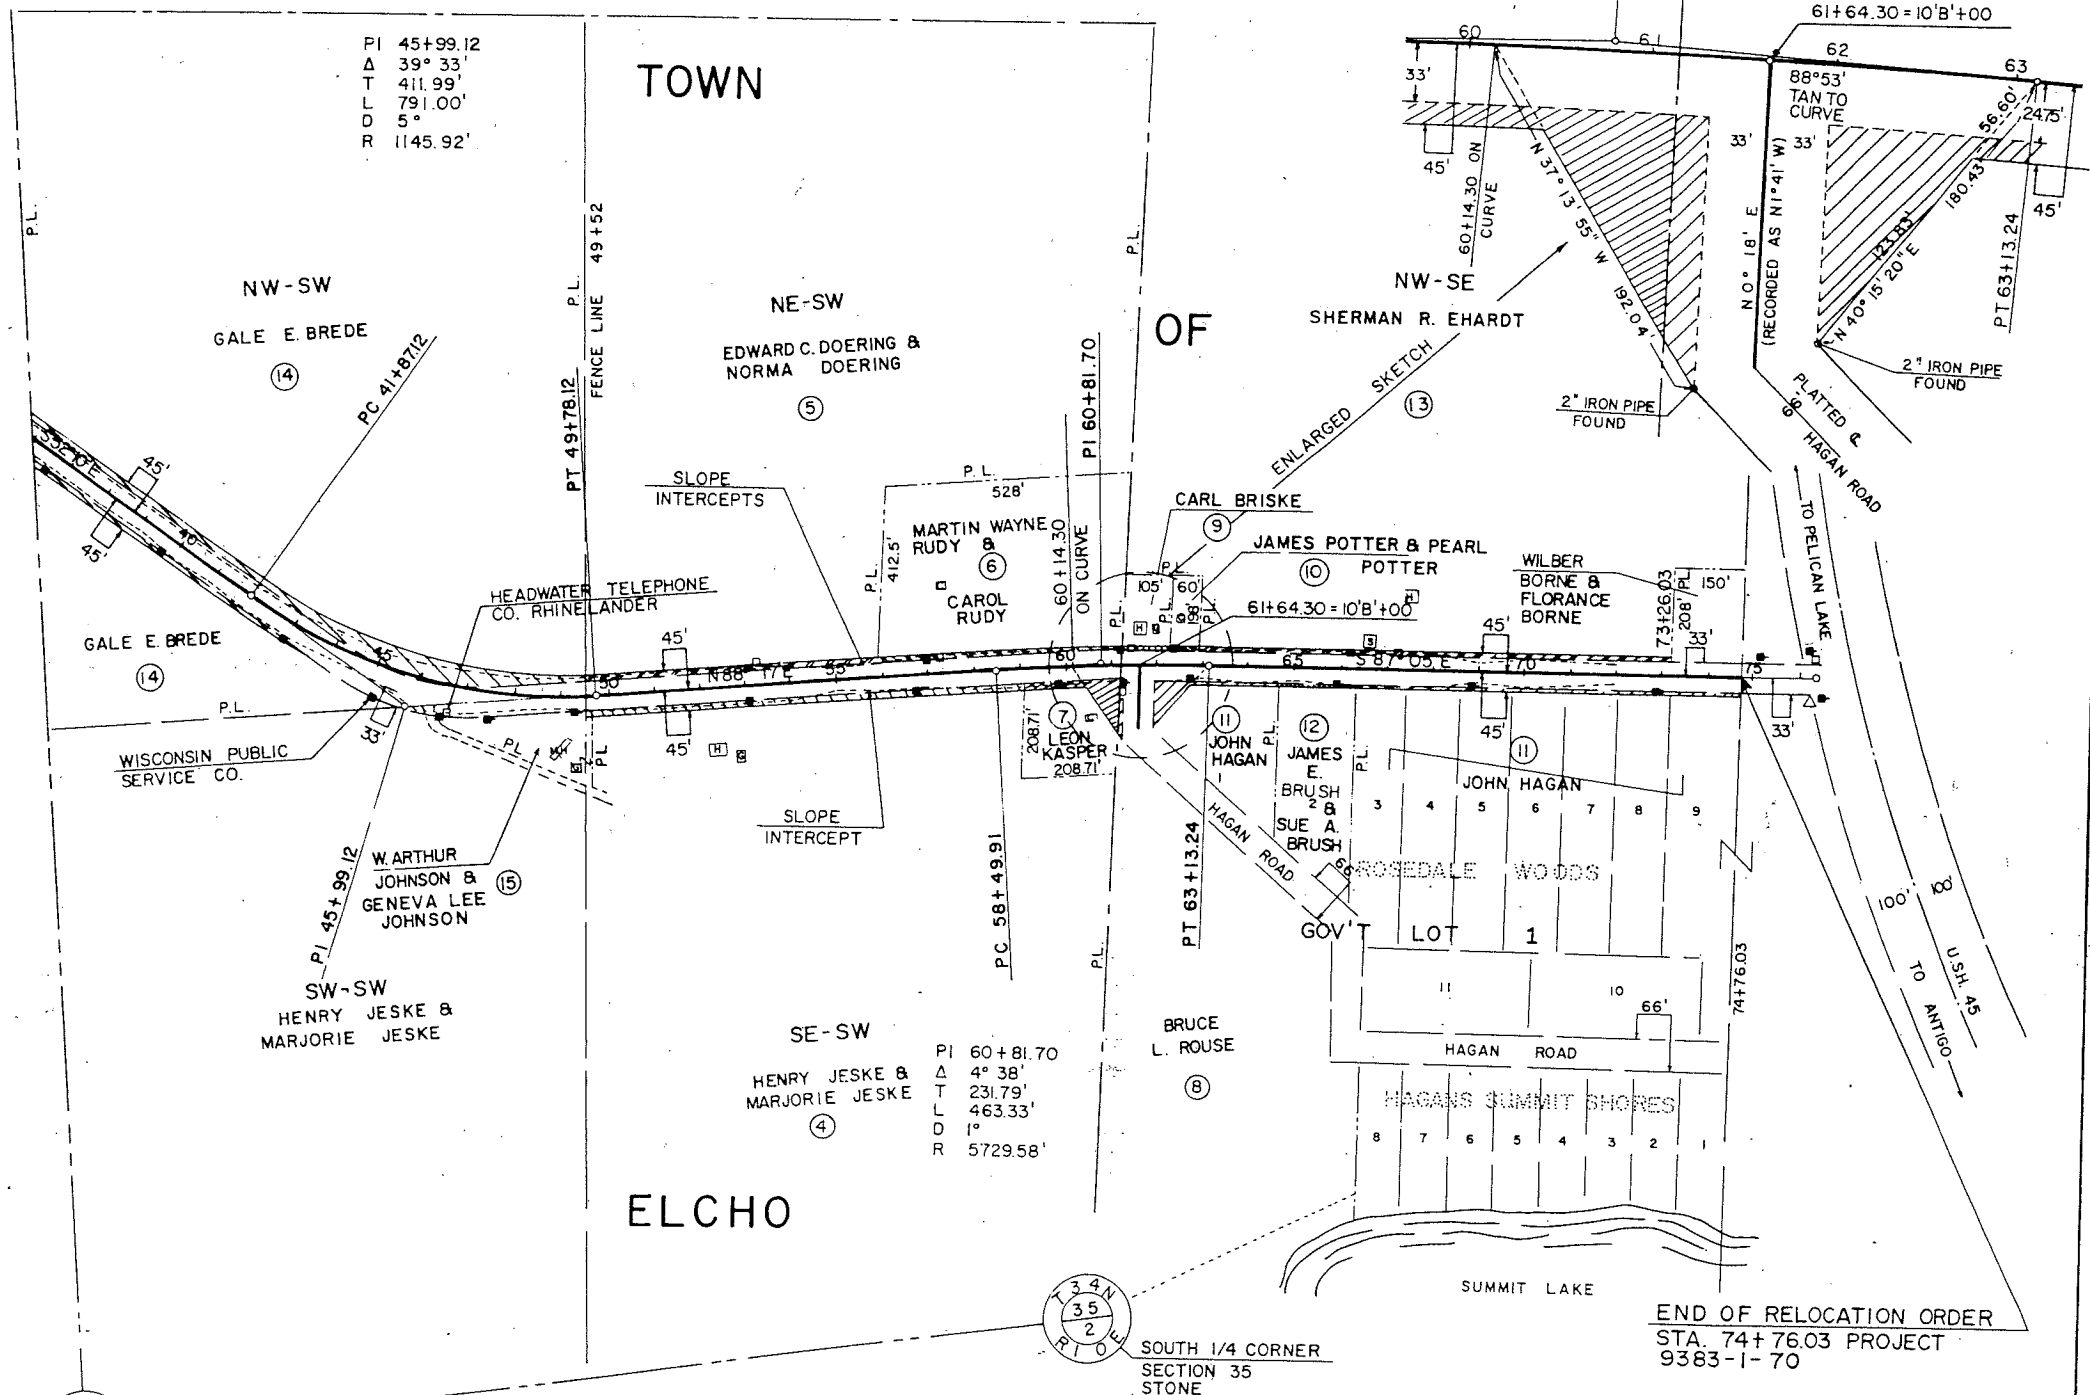 61+64.30=10'B'+00
PI 45+99.12
Δ 39° 33'
T 411.99'
L 791.00'
D 5°
R 1145.92'
TOWN
60
61
62
63
33'
45'
88°53'
TAN TO
CURVE
33'
33'
56.60'
24.75'
180.43'
45'
123.83'
N 40° 15' 20" E
PT 63+13.24
60+14.30 ON
CURVE
N 37° 13' 55" W
192.04'
N 0° 18' E
(RECORDED AS N 1° 41' W)
2" IRON PIPE
FOUND
2" IRON PIPE
FOUND
PLATTED R
66'
HAGAN ROAD
P.L.
FENCE LINE 49+52
P.L.
P.L.
NW-SW
GALE E. BREDE
14
PC 41+87.12
PT 49+78.12
NE-SW
EDWARD C. DOERING &
NORMA DOERING
5
OF
NW-SE
SHERMAN R. EHARDT
13
ENLARGED SKETCH
PI 60+81.70
S 52°10'E
45'
45'
40
45
SLOPE
INTERCEPTS
P.L.
528'
P.L.
412.5'
MARTIN WAYNE
RUDY &
6
CAROL
RUDY
60+14.30
ON CURVE
CARL BRISKE
9
JAMES POTTER & PEARL
POTTER
10
P.L.
105'
60'
P.L.
P.L.
98'
P.L.
H
G
61+64.30=10'B'+00
H
S
WILBER
BORNE &
FLORANCE
BORNE
73+26.03
208'
P.L.
150'
33'
TO PELICAN LAKE
HEADWATER TELEPHONE
CO. RHINELANDER
GALE E. BREDE
14
P.L.
33'
WISCONSIN PUBLIC
SERVICE CO.
50
45'
N 88° 17' E
55
45'
60
65
S 87° 05' E
45'
45'
70
75
33'
P.L.
MH
G
P.L.
H
G
SLOPE
INTERCEPT
208.71'
7
LEON
KASPER
208.71'
11
JOHN
HAGAN
1
P.L.
12
JAMES
E.
BRUSH
2 &
SUE A.
BRUSH
P.L.
11
JOHN HAGAN
3 4 5 6 7 8 9
ROSEDALE WOODS
HAGAN ROAD
66'
W. ARTHUR
JOHNSON &
GENEVA LEE
JOHNSON
15
PI 45+99.12
PC 58+49.91
PT 63+13.24
P.L.
GOV'T LOT 1
11
10
66'
74+76.03
HAGAN ROAD
100'
100'
U.S.H. 45
TO ANTIGO
SW-SW
HENRY JESKE &
MARJORIE JESKE
SE-SW
HENRY JESKE &
MARJORIE JESKE
4
PI 60+81.70
Δ 4° 38'
T 231.79'
L 463.33'
D 1°
R 5729.58'
BRUCE
L. ROUSE
8
HAGANS SUMMIT SHORES
8 7 6 5 4 3 2 1
ELCHO
SUMMIT LAKE
T 34 N
35
2
R 10 E
SOUTH 1/4 CORNER
SECTION 35
STONE
END OF RELOCATION ORDER
STA. 74+76.03 PROJECT
9383-1-70